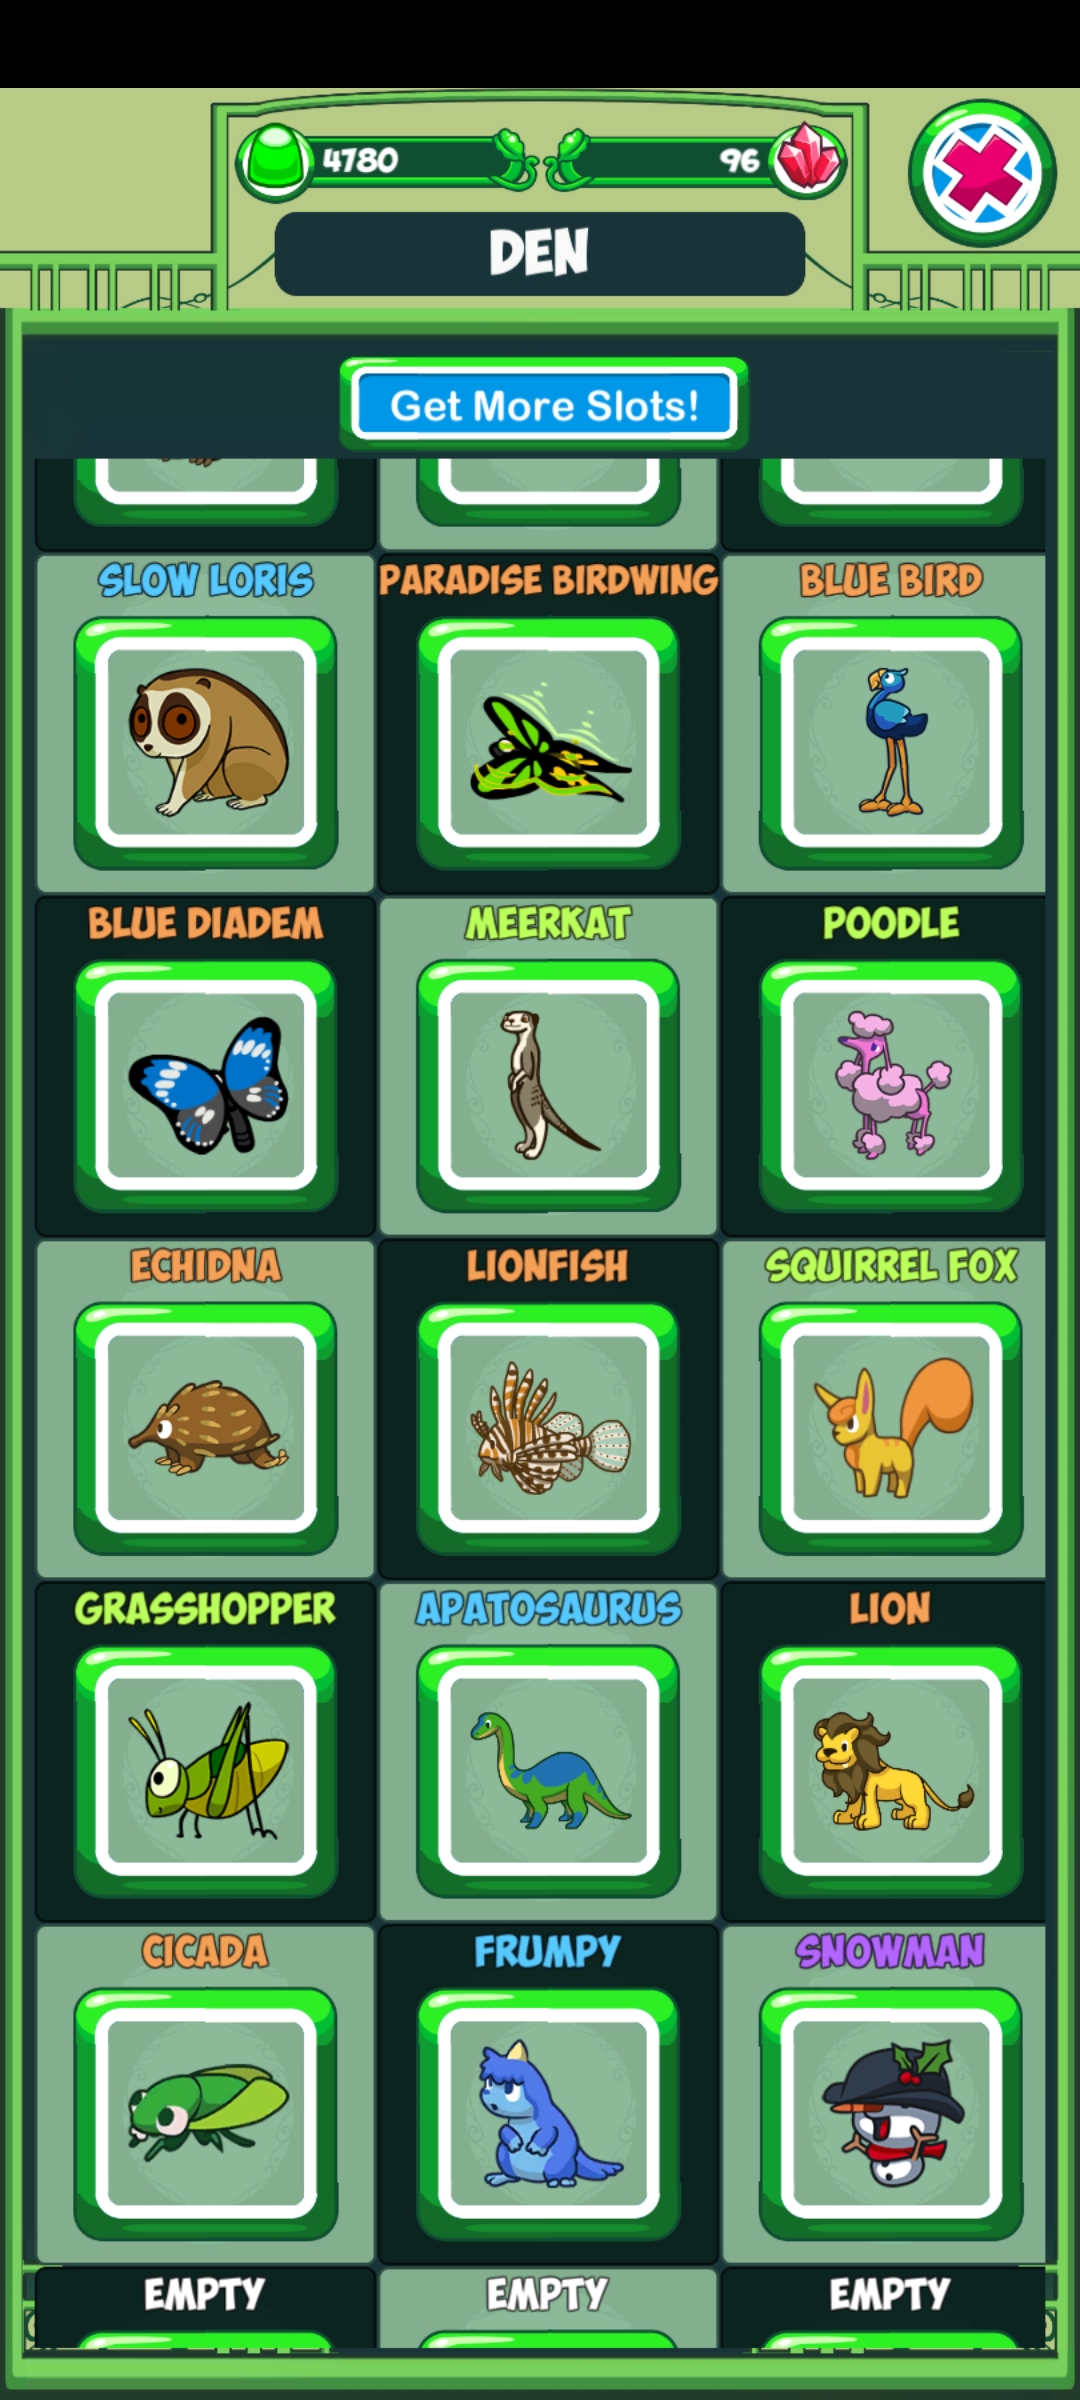 4780
96
DEN
Get More Slots!
SLOW LORIS
PARADISE BIRDWING
BLUE BIRD
BLUE DIADEM
MEERKAT
POODLE
ECHIDNA
LIONFISH
SQUIRREL FOX
GRASSHOPPER
APATOSAURUS
LION
CICADA
FRUMPY
SNOWMAN
EMPTY
EMPTY
EMPTY